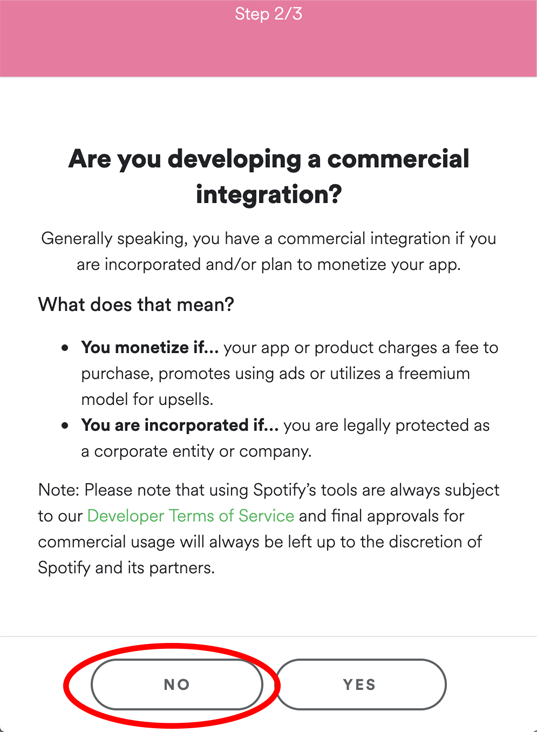 Step 2/3
Are you developing a commercial
integration?
Generally speaking, you have a commercial integration if you
are incorporated and/or plan to monetize your app.
What does that mean?
• You monetize if... your app or product charges a fee to
purchase, promotes using ads or utilizes a freemium
model for upsells.
• You are incorporated if... you are legally protected as
a corporate entity or company.
Note: Please note that using Spotify's tools are always subject
to our Developer Terms of Service and final approvals for
commercial usage will always be left up to the discretion of
Spotify and its partners.
NO YES